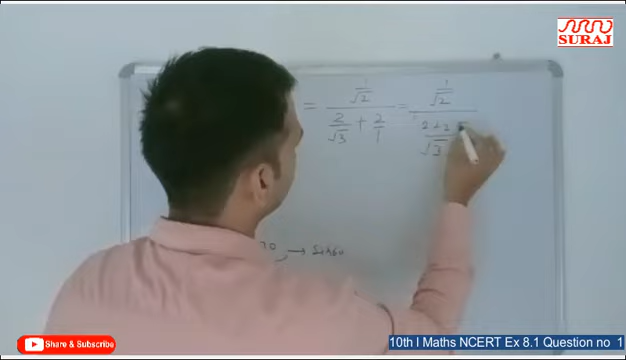 SURAJ
= 1/√2 / (2/√3 + 2/1) = 1/√2 / (2+2√ / √3)
Share & Subscribe
10th I Maths NCERT Ex 8.1 Question no 1